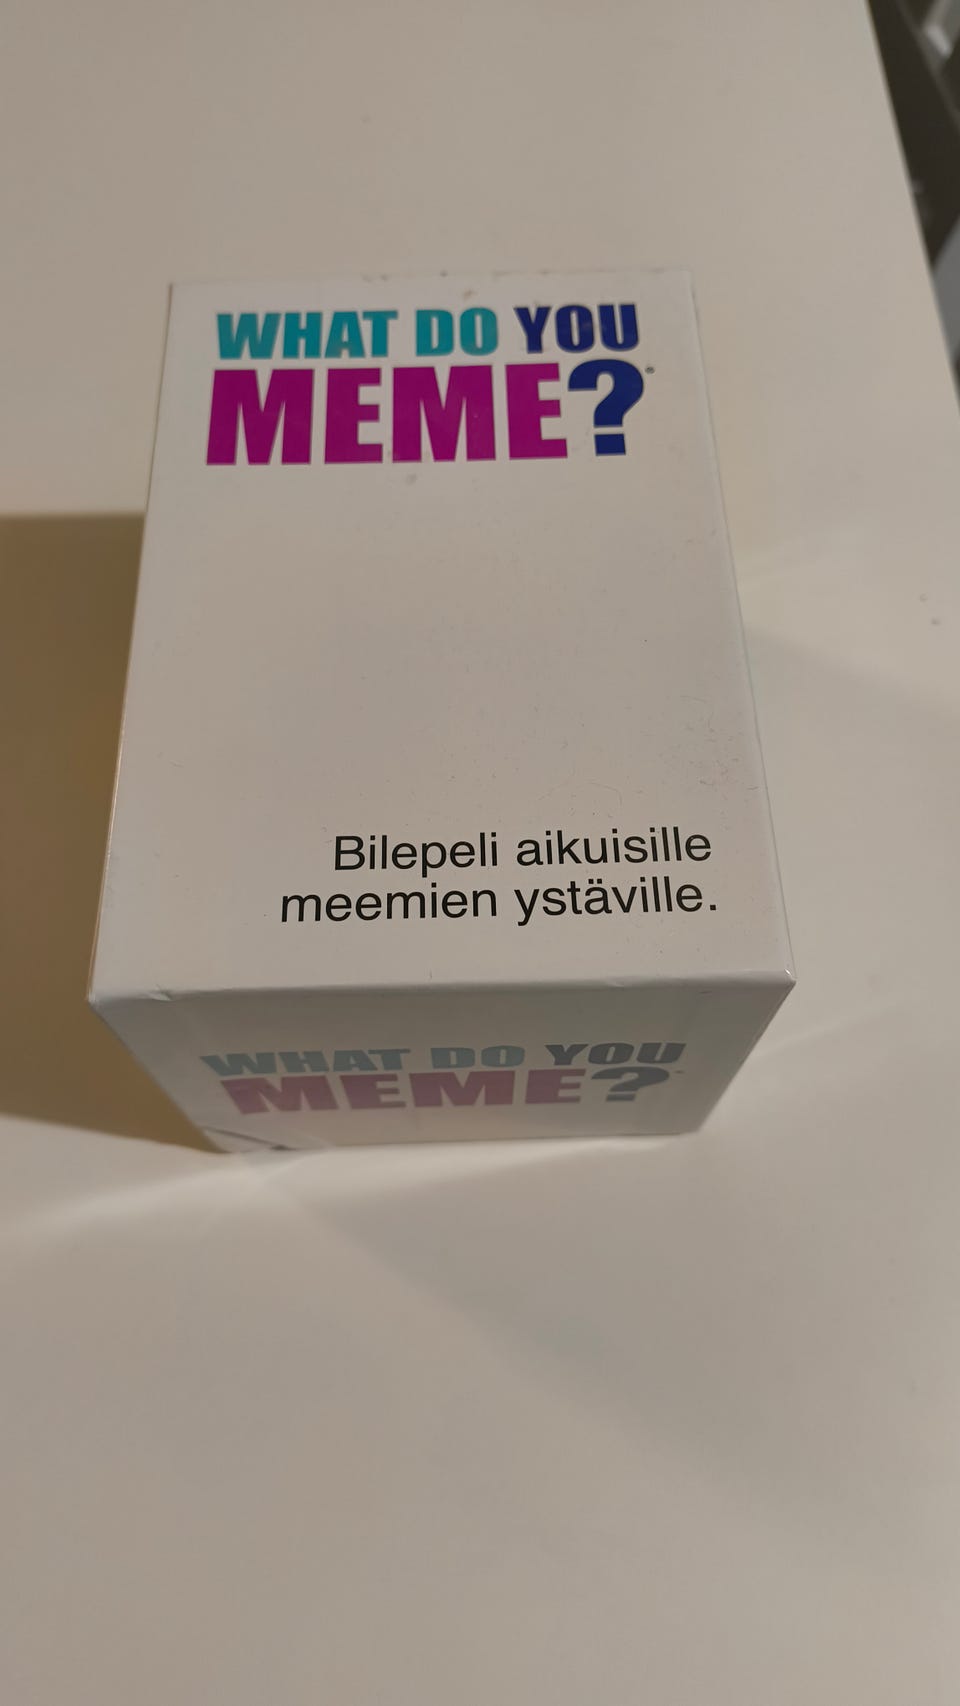 WHAT DO YOU
MEME?®
Bilepeli aikuisille
meemien ystäville.
WHAT DO YOU
MEME?